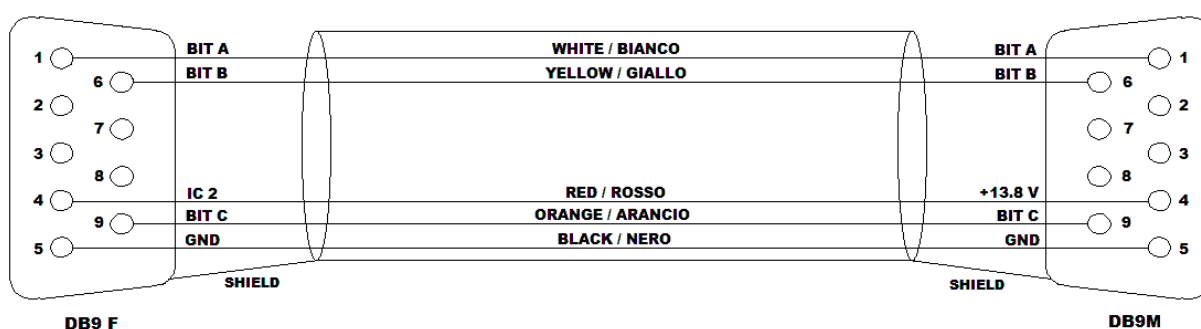 1 BIT A WHITE / BIANCO BIT A 1
6 BIT B YELLOW / GIALLO BIT B 6
2 2
7 7
3 3
8 8
4 IC 2 RED / ROSSO +13.8 V 4
9 BIT C ORANGE / ARANCIO BIT C 9
5 GND BLACK / NERO GND 5
SHIELD SHIELD
DB9 F DB9M